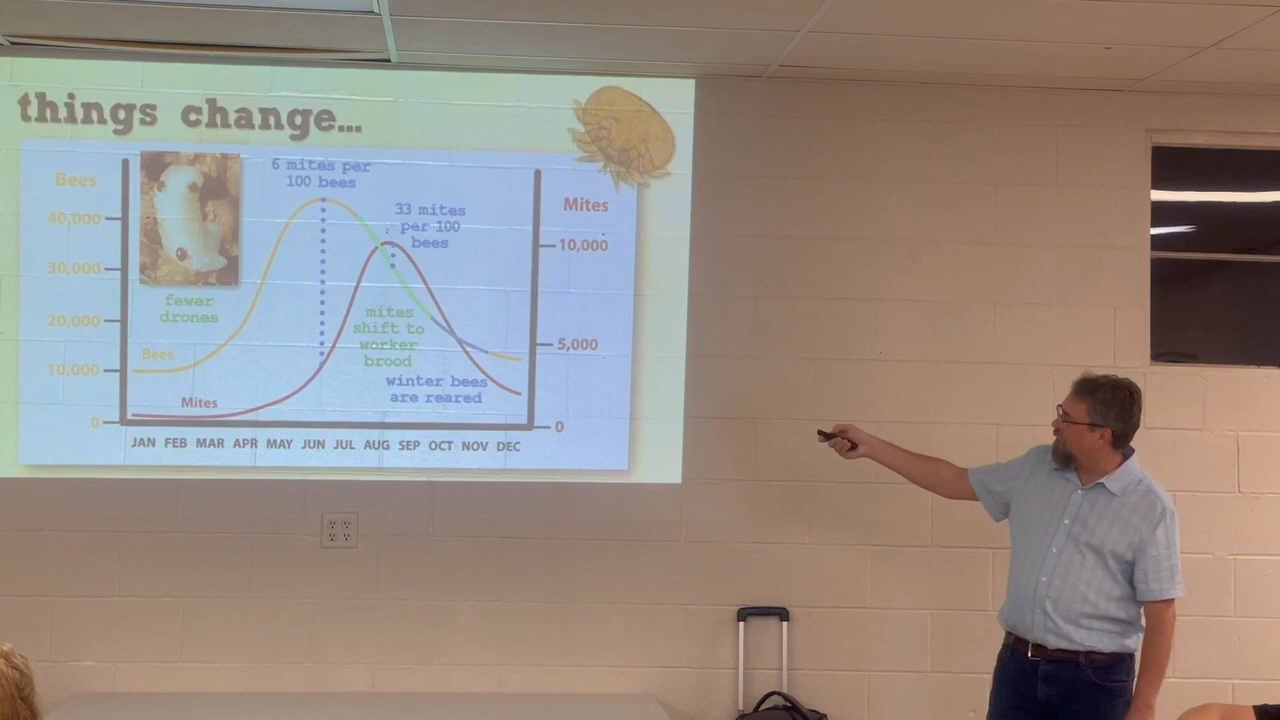 things change...
6 mites per
100 bees
Bees
Mites
33 mites
per 100
bees
40,000
10,000
30,000
fewer
drones
20,000
mites
shift to
worker
brood
5,000
Bees
10,000
winter bees
are reared
Mites
0
0
JAN FEB MAR APR MAY JUN JUL AUG SEP OCT NOV DEC